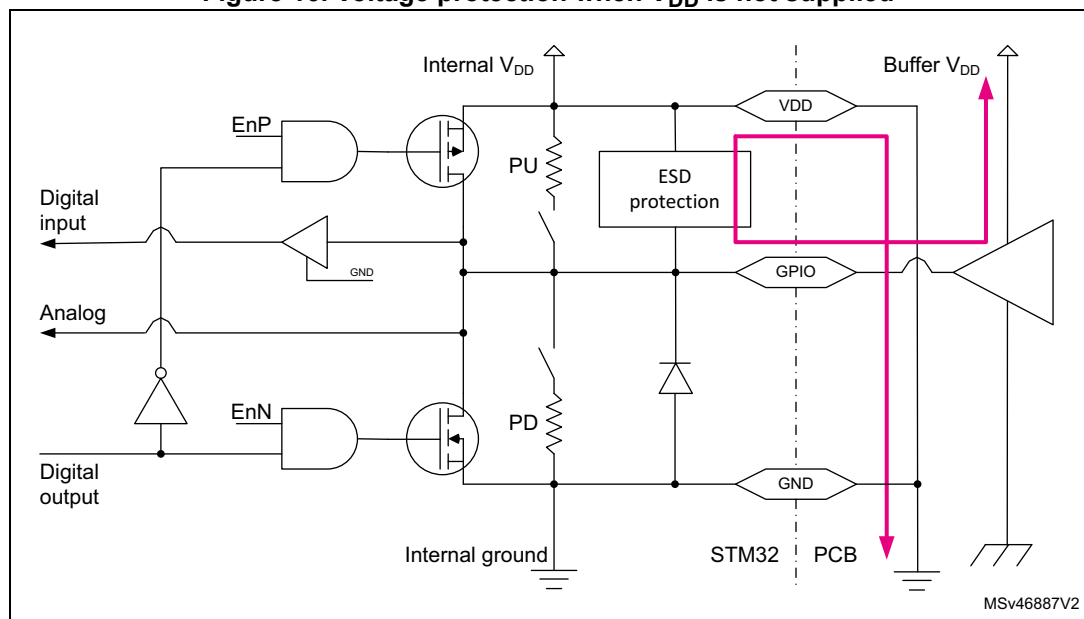 Figure Voltage protection when VDD is not supplied
Internal VDD
Buffer VDD
VDD
EnP
PU
ESD
protection
Digital
input
GND
GPIO
Analog
EnN
PD
Digital
output
GND
Internal ground
STM32
PCB
MSv46887V2